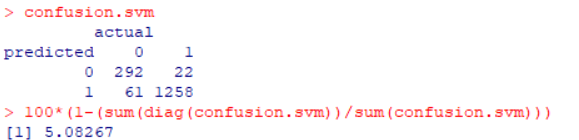 > confusion.svm
actual
predicted 0 1
0 292 22
1 61 1258
> 100*(1-(sum(diag(confusion.svm))/sum(confusion.svm)))
[1] 5.08267